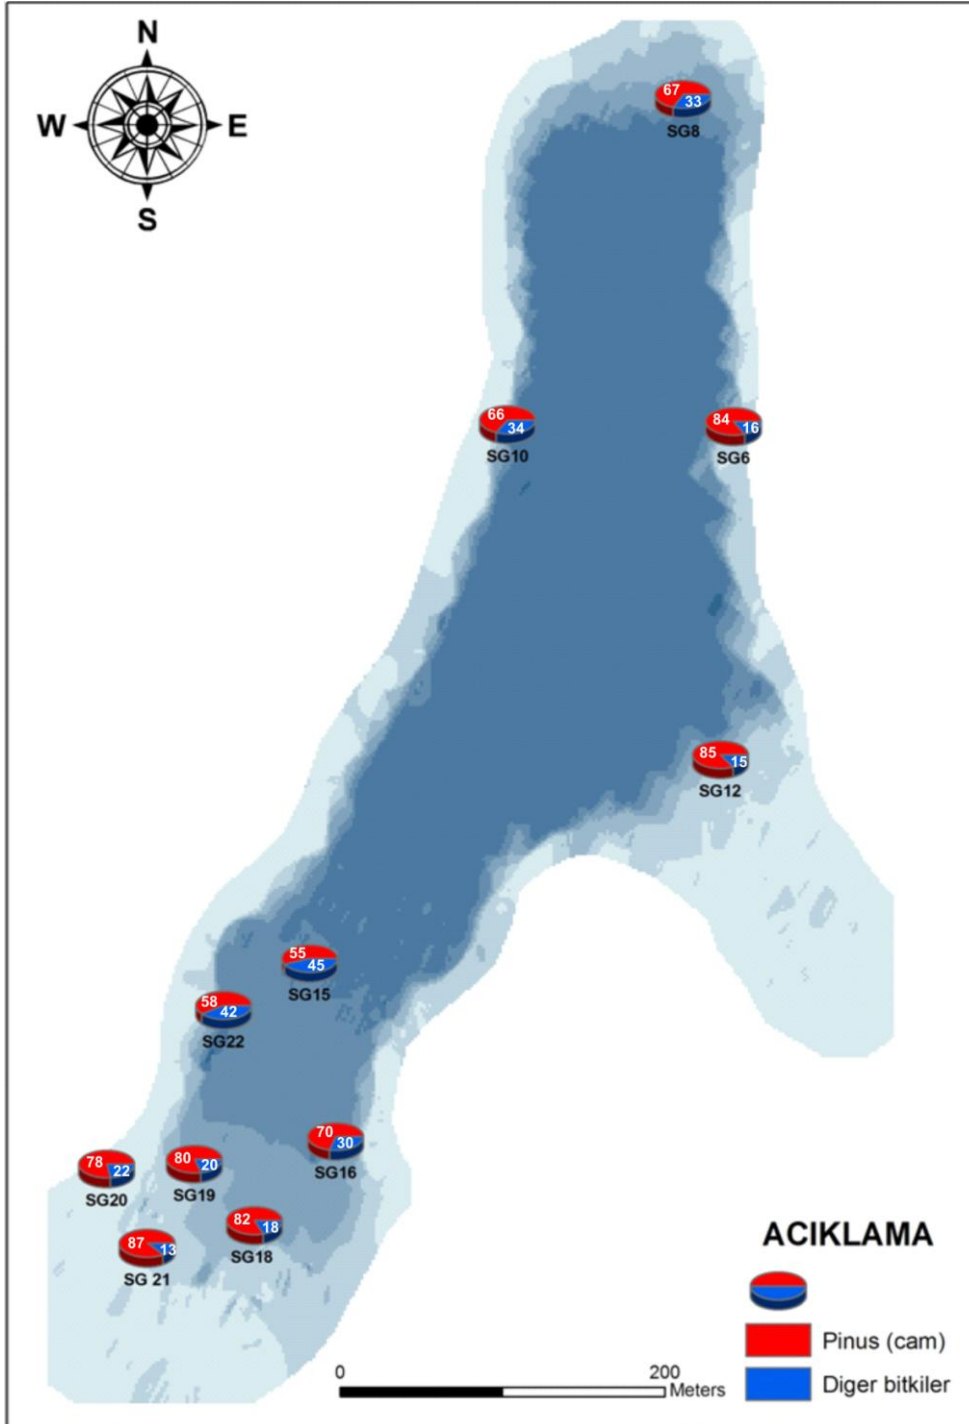 N
W E
S
67
33
SG8
66
34
SG10
84
16
SG6
85
15
SG12
55
45
SG15
58
42
SG22
70
30
SG16
78
22
SG20
80
20
SG19
82
18
SG18
87
13
SG 21
ACIKLAMA
Pinus (cam)
Diger bitkiler
0 200
Meters